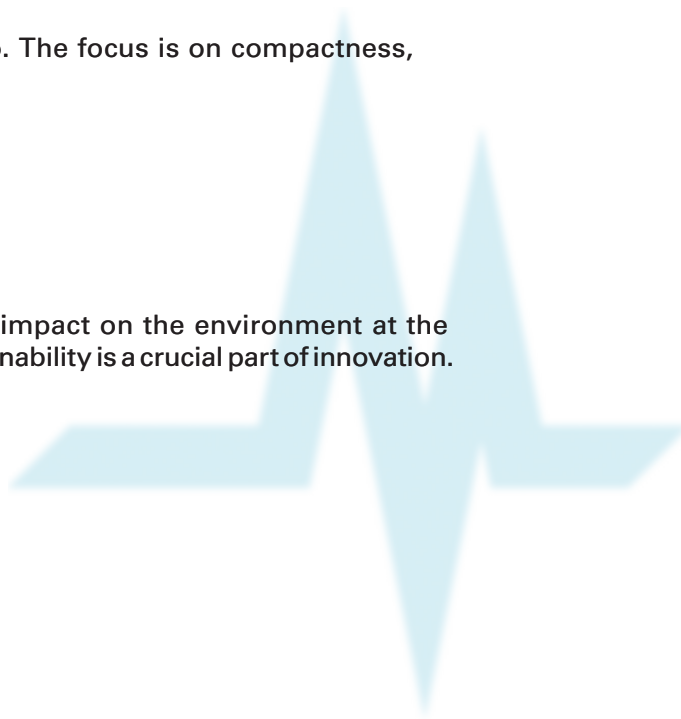 . The focus is on compactness,
impact on the environment at the
nability is a crucial part of innovation.